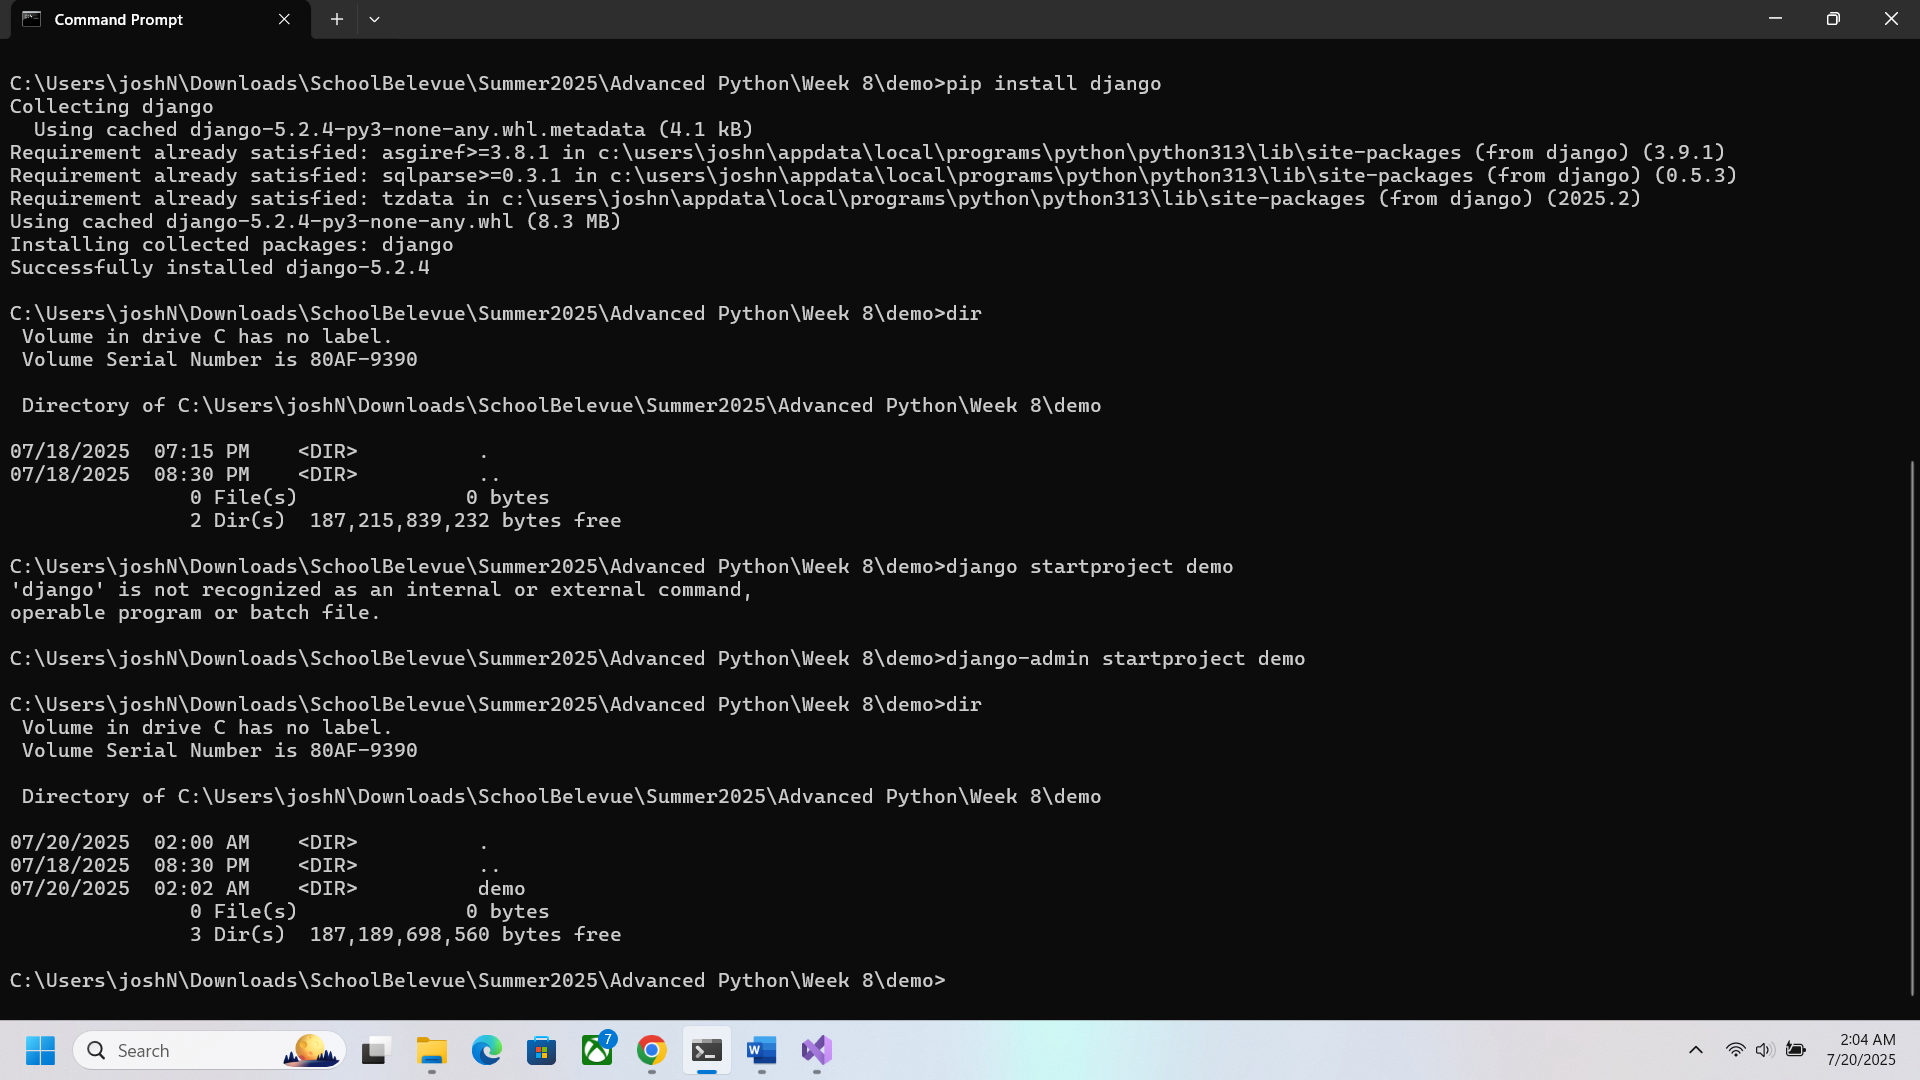 Command Prompt
C:\Users\joshN\Downloads\SchoolBelevue\Summer2025\Advanced Python\Week 8\demo>pip install django
Collecting django
  Using cached django-5.2.4-py3-none-any.whl.metadata (4.1 kB)
Requirement already satisfied: asgiref>=3.8.1 in c:\users\joshn\appdata\local\programs\python\python313\lib\site-packages (from django) (3.9.1)
Requirement already satisfied: sqlparse>=0.3.1 in c:\users\joshn\appdata\local\programs\python\python313\lib\site-packages (from django) (0.5.3)
Requirement already satisfied: tzdata in c:\users\joshn\appdata\local\programs\python\python313\lib\site-packages (from django) (2025.2)
Using cached django-5.2.4-py3-none-any.whl (8.3 MB)
Installing collected packages: django
Successfully installed django-5.2.4
C:\Users\joshN\Downloads\SchoolBelevue\Summer2025\Advanced Python\Week 8\demo>dir
 Volume in drive C has no label.
 Volume Serial Number is 80AF-9390
 Directory of C:\Users\joshN\Downloads\SchoolBelevue\Summer2025\Advanced Python\Week 8\demo
07/18/2025  07:15 PM    <DIR>          .
07/18/2025  08:30 PM    <DIR>          ..
               0 File(s)              0 bytes
               2 Dir(s)  187,215,839,232 bytes free
C:\Users\joshN\Downloads\SchoolBelevue\Summer2025\Advanced Python\Week 8\demo>django startproject demo
'django' is not recognized as an internal or external command,
operable program or batch file.
C:\Users\joshN\Downloads\SchoolBelevue\Summer2025\Advanced Python\Week 8\demo>django-admin startproject demo
C:\Users\joshN\Downloads\SchoolBelevue\Summer2025\Advanced Python\Week 8\demo>dir
 Volume in drive C has no label.
 Volume Serial Number is 80AF-9390
 Directory of C:\Users\joshN\Downloads\SchoolBelevue\Summer2025\Advanced Python\Week 8\demo
07/20/2025  02:00 AM    <DIR>          .
07/18/2025  08:30 PM    <DIR>          ..
07/20/2025  02:02 AM    <DIR>          demo
               0 File(s)              0 bytes
               3 Dir(s)  187,189,698,560 bytes free
C:\Users\joshN\Downloads\SchoolBelevue\Summer2025\Advanced Python\Week 8\demo>
Search
7
W
2:04 AM
7/20/2025